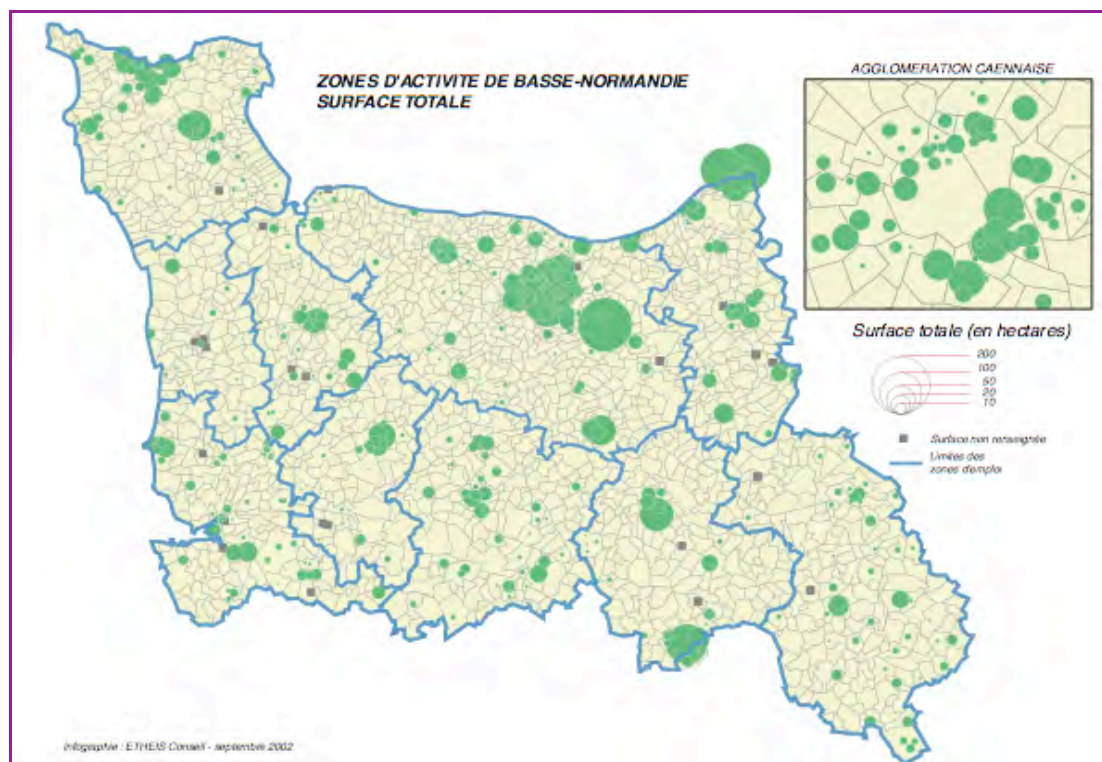 ZONES D'ACTIVITE DE BASSE-NORMANDIE
SURFACE TOTALE
AGGLOMERATION CAENNAISE
Surface totale (en hectares)
200
100
50
20
10
Surface non renseignée
Limites des
zones d'emploi
Infographie : ETHEIS Conseil - septembre 2002